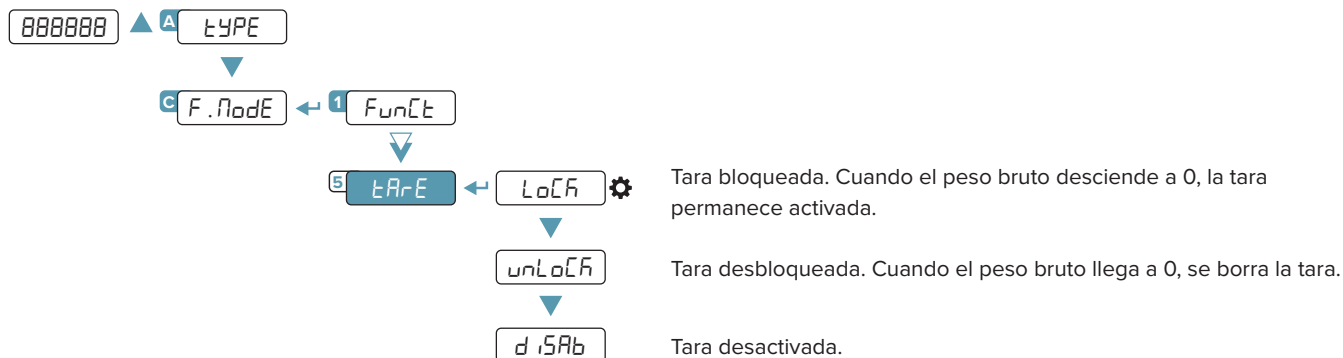 888888 A tYPE
C F.ModE 1 FunCt
5 tArE LoCK Tara bloqueada. Cuando el peso bruto desciende a 0, la tara
permanece activada.
unLoCK Tara desbloqueada. Cuando el peso bruto llega a 0, se borra la tara.
diSAb Tara desactivada.